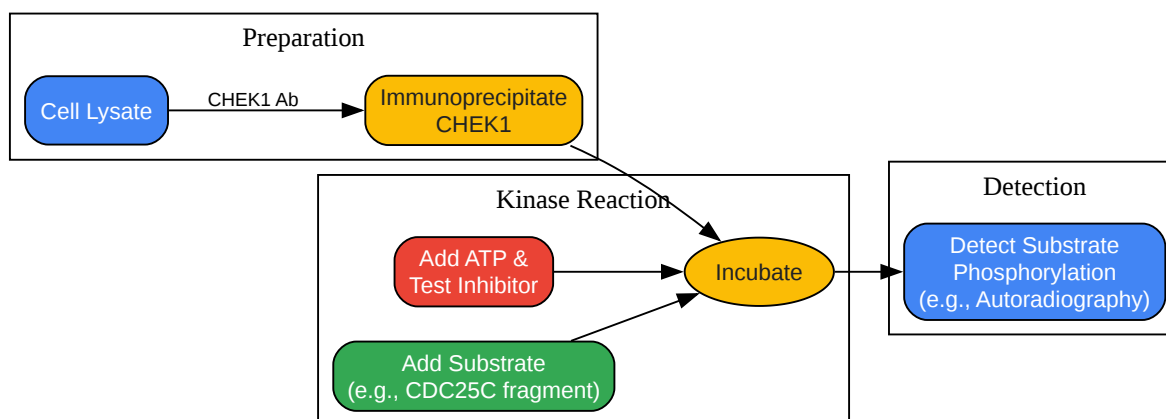 Preparation
Cell Lysate
CHEK1 Ab
Immunoprecipitate
CHEK1
Kinase Reaction
Add ATP &
Test Inhibitor
Incubate
Add Substrate
(e.g., CDC25C fragment)
Detection
Detect Substrate
Phosphorylation
(e.g., Autoradiography)